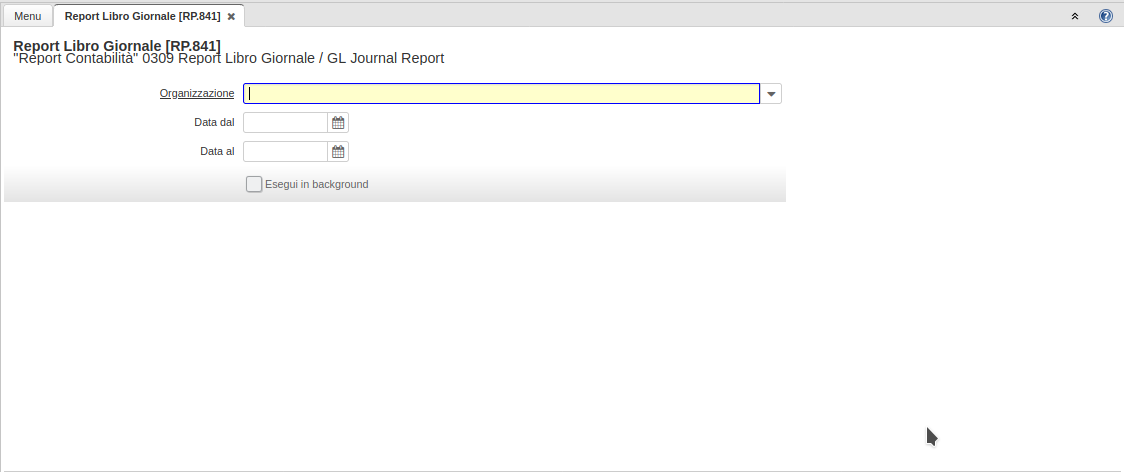 Menu
Report Libro Giornale [RP.841]
Report Libro Giornale [RP.841]
"Report Contabilità" 0309 Report Libro Giornale / GL Journal Report
Organizzazione
Data dal
Data al
Esegui in background